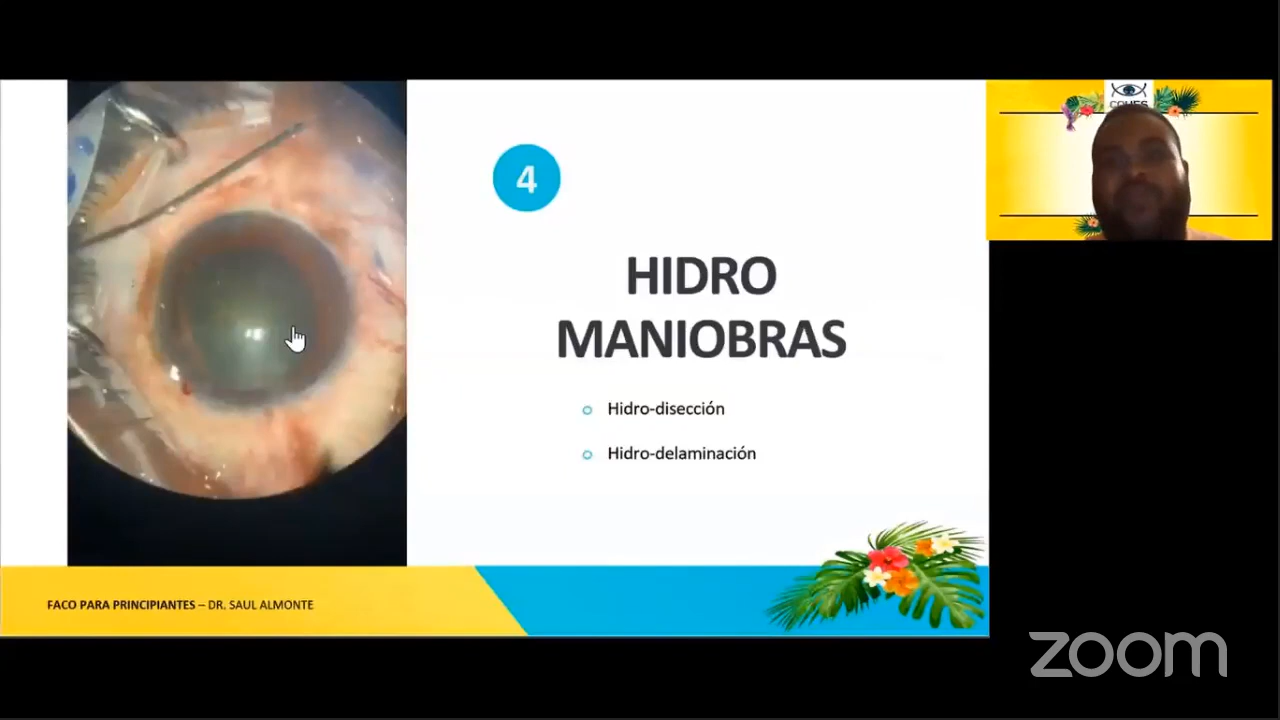 4
HIDRO
MANIOBRAS
Hidro-disección
Hidro-delaminación
FACO PARA PRINCIPIANTES – DR. SAUL ALMONTE
zoom